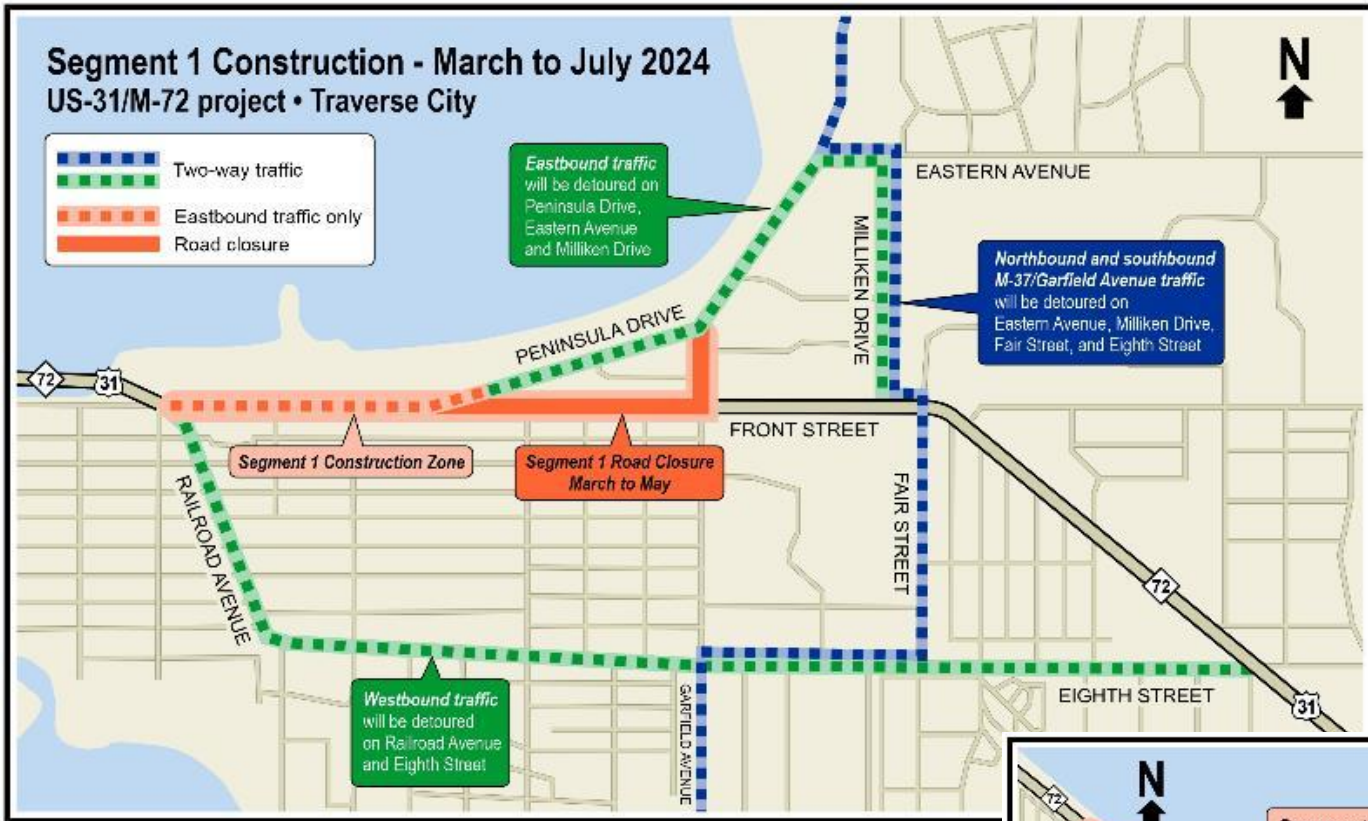 Segment 1 Construction - March to July 2024
US-31/M-72 project • Traverse City
N
Two-way traffic
Eastbound traffic only
Road closure
Eastbound traffic
will be detoured on
Peninsula Drive,
Eastern Avenue
and Milliken Drive
EASTERN AVENUE
MILLIKEN DRIVE
Northbound and southbound
M-37/Garfield Avenue traffic
will be detoured on
Eastern Avenue, Milliken Drive,
Fair Street, and Eighth Street
PENINSULA DRIVE
72
31
FRONT STREET
Segment 1 Construction Zone
Segment 1 Road Closure
March to May
RAILROAD AVENUE
FAIR STREET
72
Westbound traffic
will be detoured
on Railroad Avenue
and Eighth Street
GARFIELD AVENUE
EIGHTH STREET
31
N
72